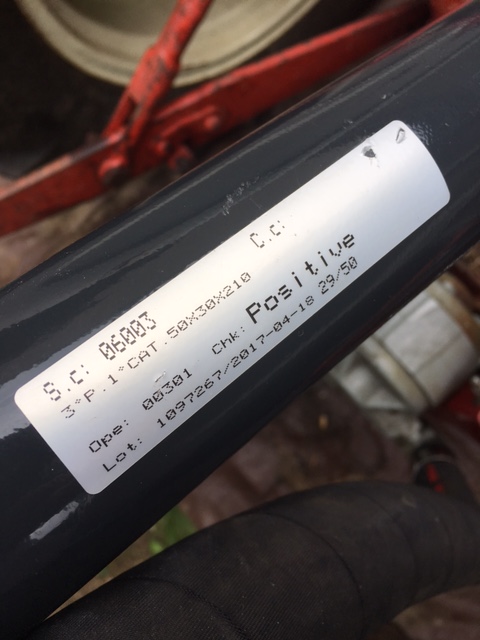 S.c: 06003 C.c:
3°P.1°CAT.50X30X210
Ope: 00301 Chk: Positive
Lot: 1097267/2017-04-18 29/50